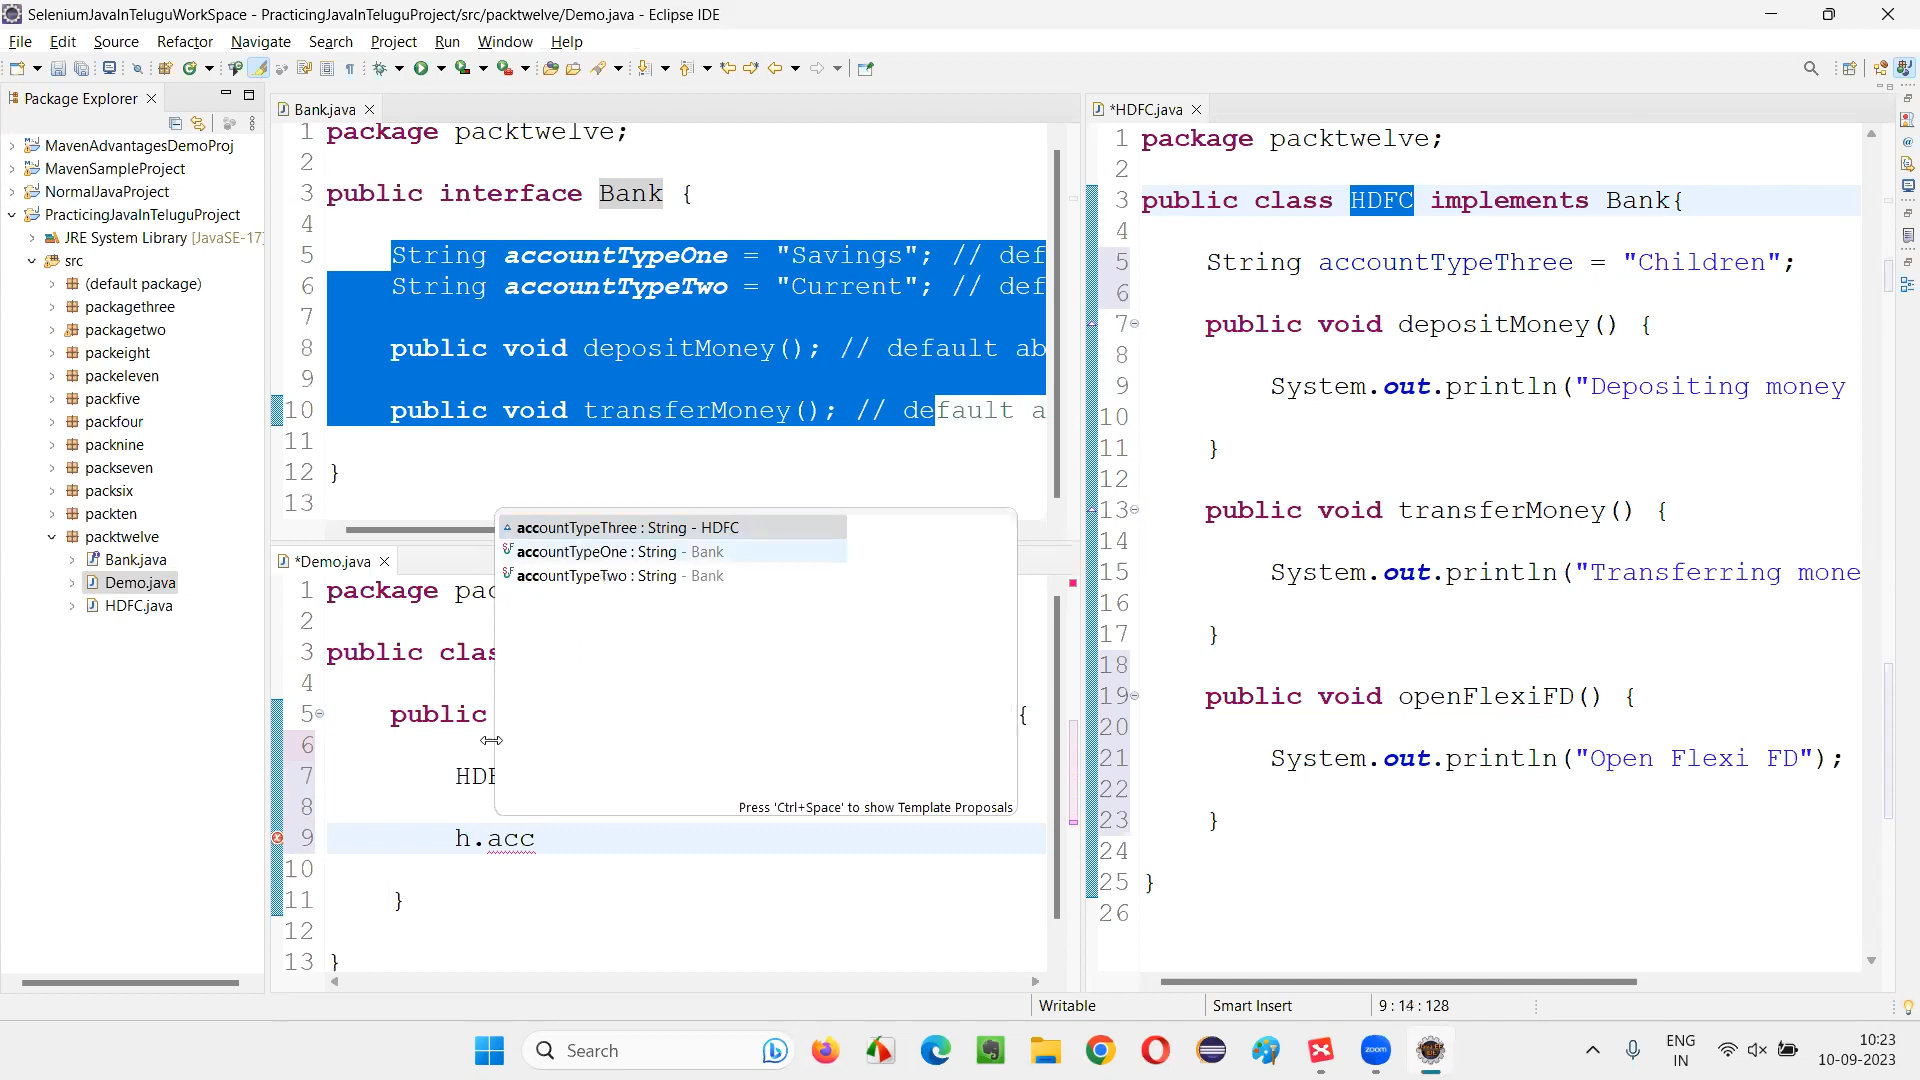 SeleniumJavaInTeluguWorkSpace - PracticingJavaInTeluguProject/src/packtwelve/Demo.java - Eclipse IDE
File Edit Source Refactor Navigate Search Project Run Window Help
Package Explorer
MavenAdvantagesDemoProj
MavenSampleProject
NormalJavaProject
PracticingJavaInTeluguProject
JRE System Library [JavaSE-17]
src
(default package)
packagethree
packagetwo
packeight
packeleven
packfive
packfour
packnine
packseven
packsix
packten
packtwelve
Bank.java
Demo.java
HDFC.java
Bank.java
1 package packtwelve;
2
3 public interface Bank {
4
5 String accountTypeOne = "Savings"; // def
6 String accountTypeTwo = "Current"; // def
7
8 public void depositMoney(); // default ab
9
10 public void transferMoney(); // default a
11
12 }
13
accountTypeThree : String - HDFC
accountTypeOne : String - Bank
accountTypeTwo : String - Bank
Press 'Ctrl+Space' to show Template Proposals
*Demo.java
1 package pac
2
3 public clas
4
5 public {
6
7 HDF
8
9 h.acc
10
11 }
12
13 }
*HDFC.java
1 package packtwelve;
2
3 public class HDFC implements Bank{
4
5 String accountTypeThree = "Children";
6
7 public void depositMoney() {
8
9 System.out.println("Depositing money
10
11 }
12
13 public void transferMoney() {
14
15 System.out.println("Transferring mone
16
17 }
18
19 public void openFlexiFD() {
20
21 System.out.println("Open Flexi FD");
22
23 }
24
25 }
26
Writable Smart Insert 9 : 14 : 128
Search
zoom
ENG
IN
10:23
10-09-2023